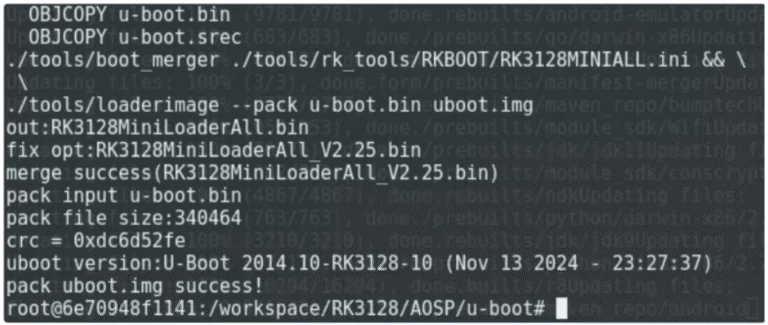 OBJCOPY u-boot.bin
  OBJCOPY u-boot.srec
./tools/boot_merger ./tools/rk_tools/RKBOOT/RK3128MINIALL.ini && \
 \
./tools/loaderimage --pack u-boot.bin uboot.img
out:RK3128MiniLoaderAll.bin
fix opt:RK3128MiniLoaderAll_V2.25.bin
merge success(RK3128MiniLoaderAll_V2.25.bin)
pack input u-boot.bin
pack file size:340464
crc = 0xdc6d52fe
uboot version:U-Boot 2014.10-RK3128-10 (Nov 13 2024 - 23:27:37)
pack uboot.img success!
root@6e70948f1141:/workspace/RK3128/AOSP/u-boot#